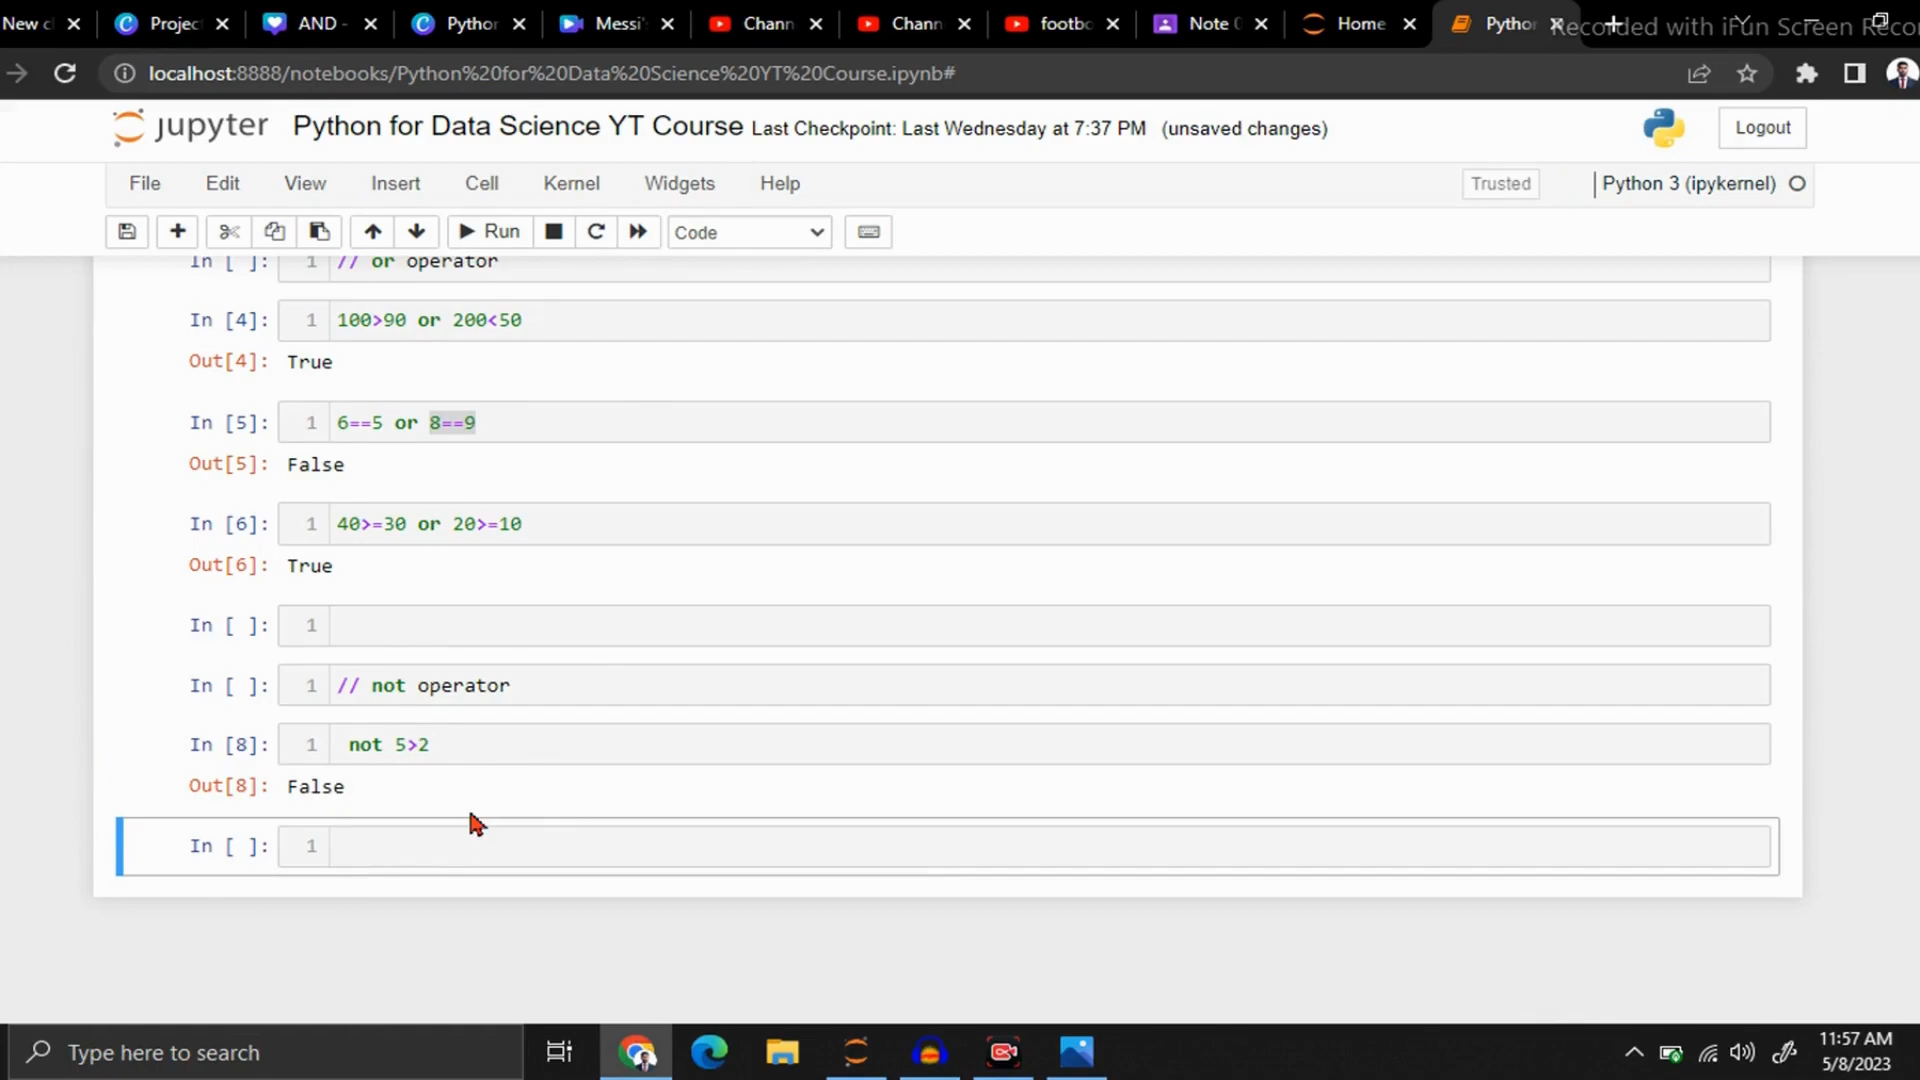 New c
Projec
AND -
Python
Messi'
Chann
Chann
footbo
Note
Home
Pytho
Recorded with iFun Screen Recor
localhost:8888/notebooks/Python%20for%20Data%20Science%20YT%20Course.ipynb#
jupyter Python for Data Science YT Course Last Checkpoint: Last Wednesday at 7:37 PM (unsaved changes)
Logout
File Edit View Insert Cell Kernel Widgets Help
Trusted
Python 3 (ipykernel)
Run
Code
In [ ]: 1 // or operator
In [4]: 1 100>90 or 200<50
Out[4]: True
In [5]: 1 6==5 or 8==9
Out[5]: False
In [6]: 1 40>=30 or 20>=10
Out[6]: True
In [ ]: 1
In [ ]: 1 // not operator
In [8]: 1 not 5>2
Out[8]: False
In [ ]: 1
Type here to search
11:57 AM
5/8/2023